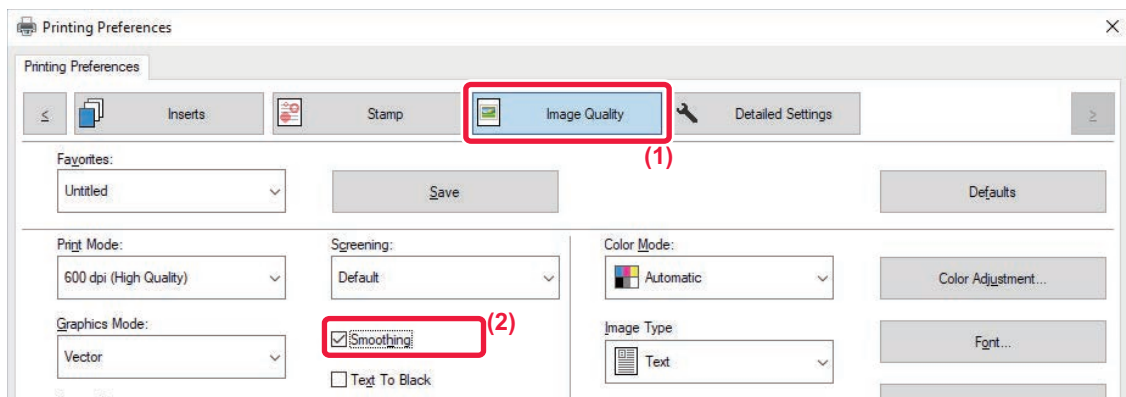 Printing Preferences
Printing Preferences
<
Inserts
Stamp
Image Quality
Detailed Settings
>
(1)
Favorites:
Untitled
Save
Defaults
Print Mode:
Screening:
Color Mode:
600 dpi (High Quality)
Default
Automatic
Color Adjustment...
Graphics Mode:
(2)
Smoothing
Image Type
Font...
Vector
Text
Text To Black